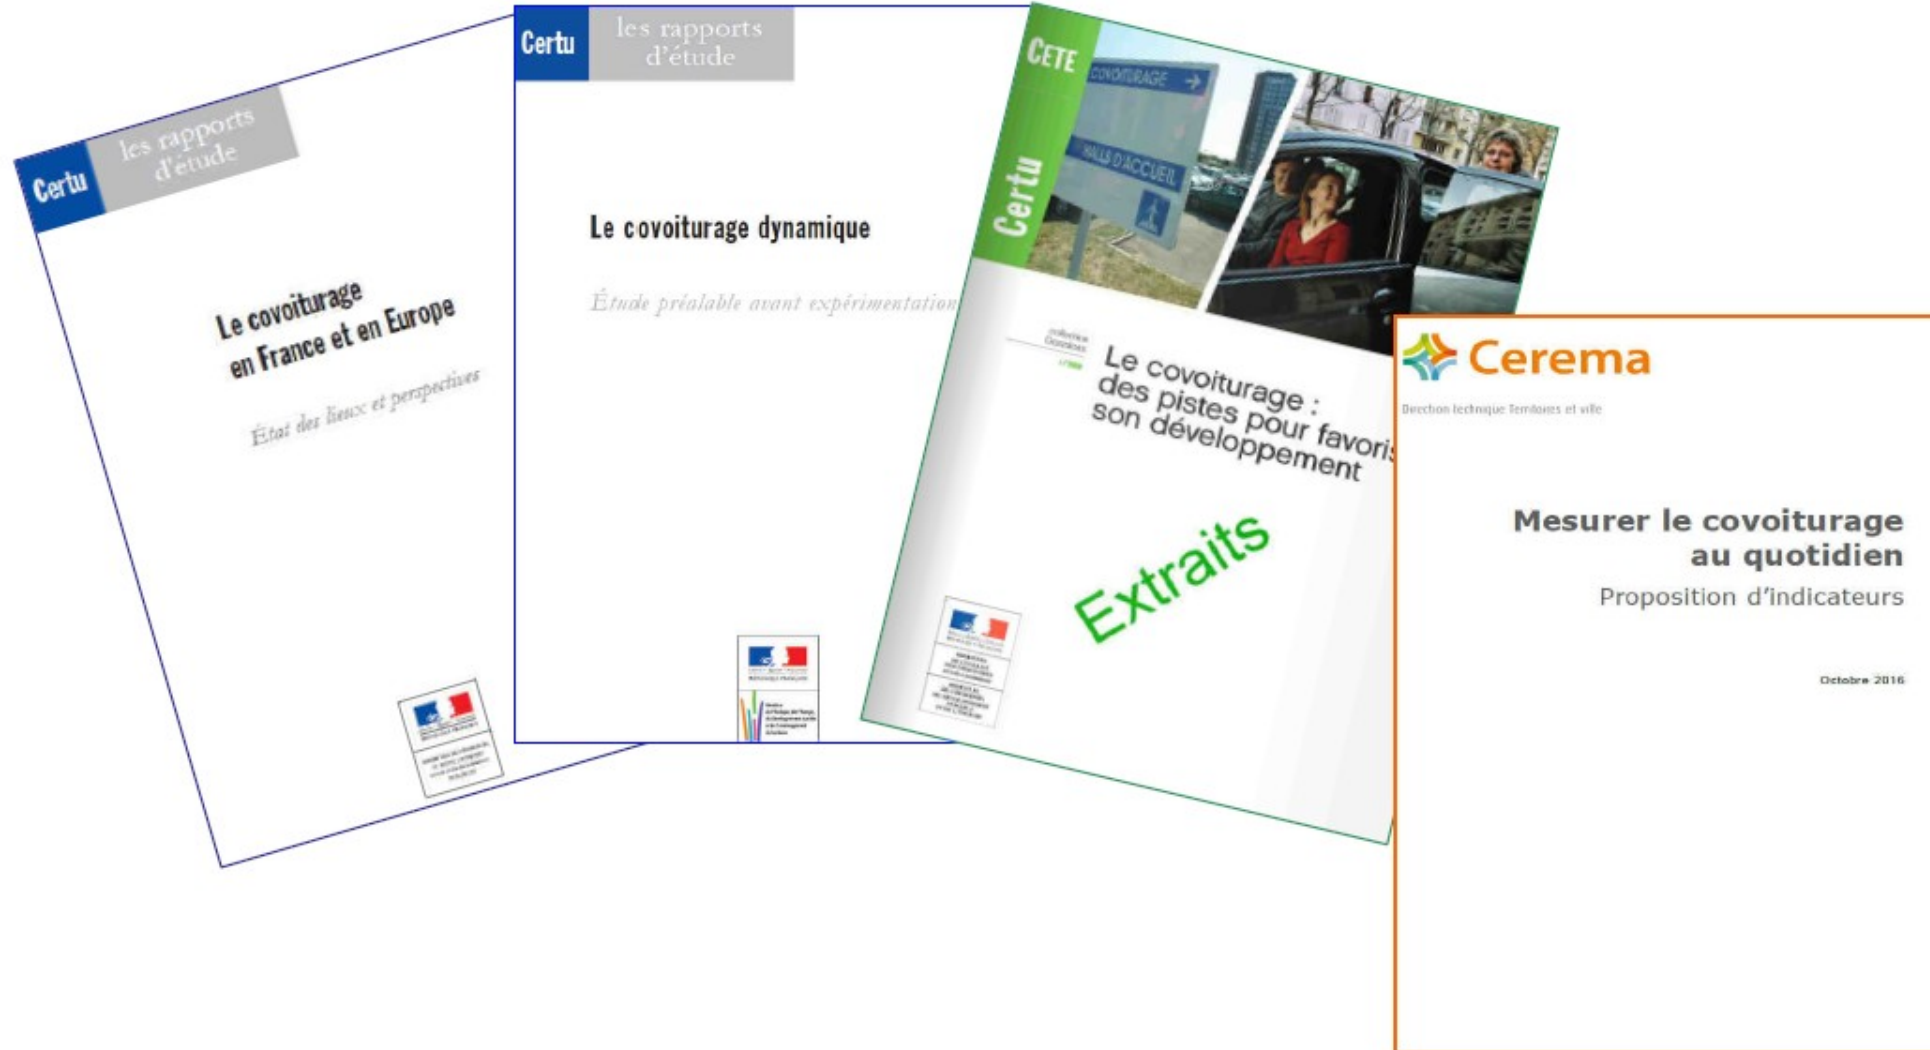 Certu
les rapports
d'étude
Le covoiturage
en France et en Europe
État des lieux et perspectives
Certu
les rapports
d'étude
Le covoiturage dynamique
Étude préalable avant expérimentation
CETE
Certu
COVOITURAGE
HALLS D'ACCUEIL
Le covoiturage :
des pistes pour favoris
son développement
Extraits
Cerema
Direction technique Territoires et ville
Mesurer le covoiturage
au quotidien
Proposition d'indicateurs
Octobre 2016